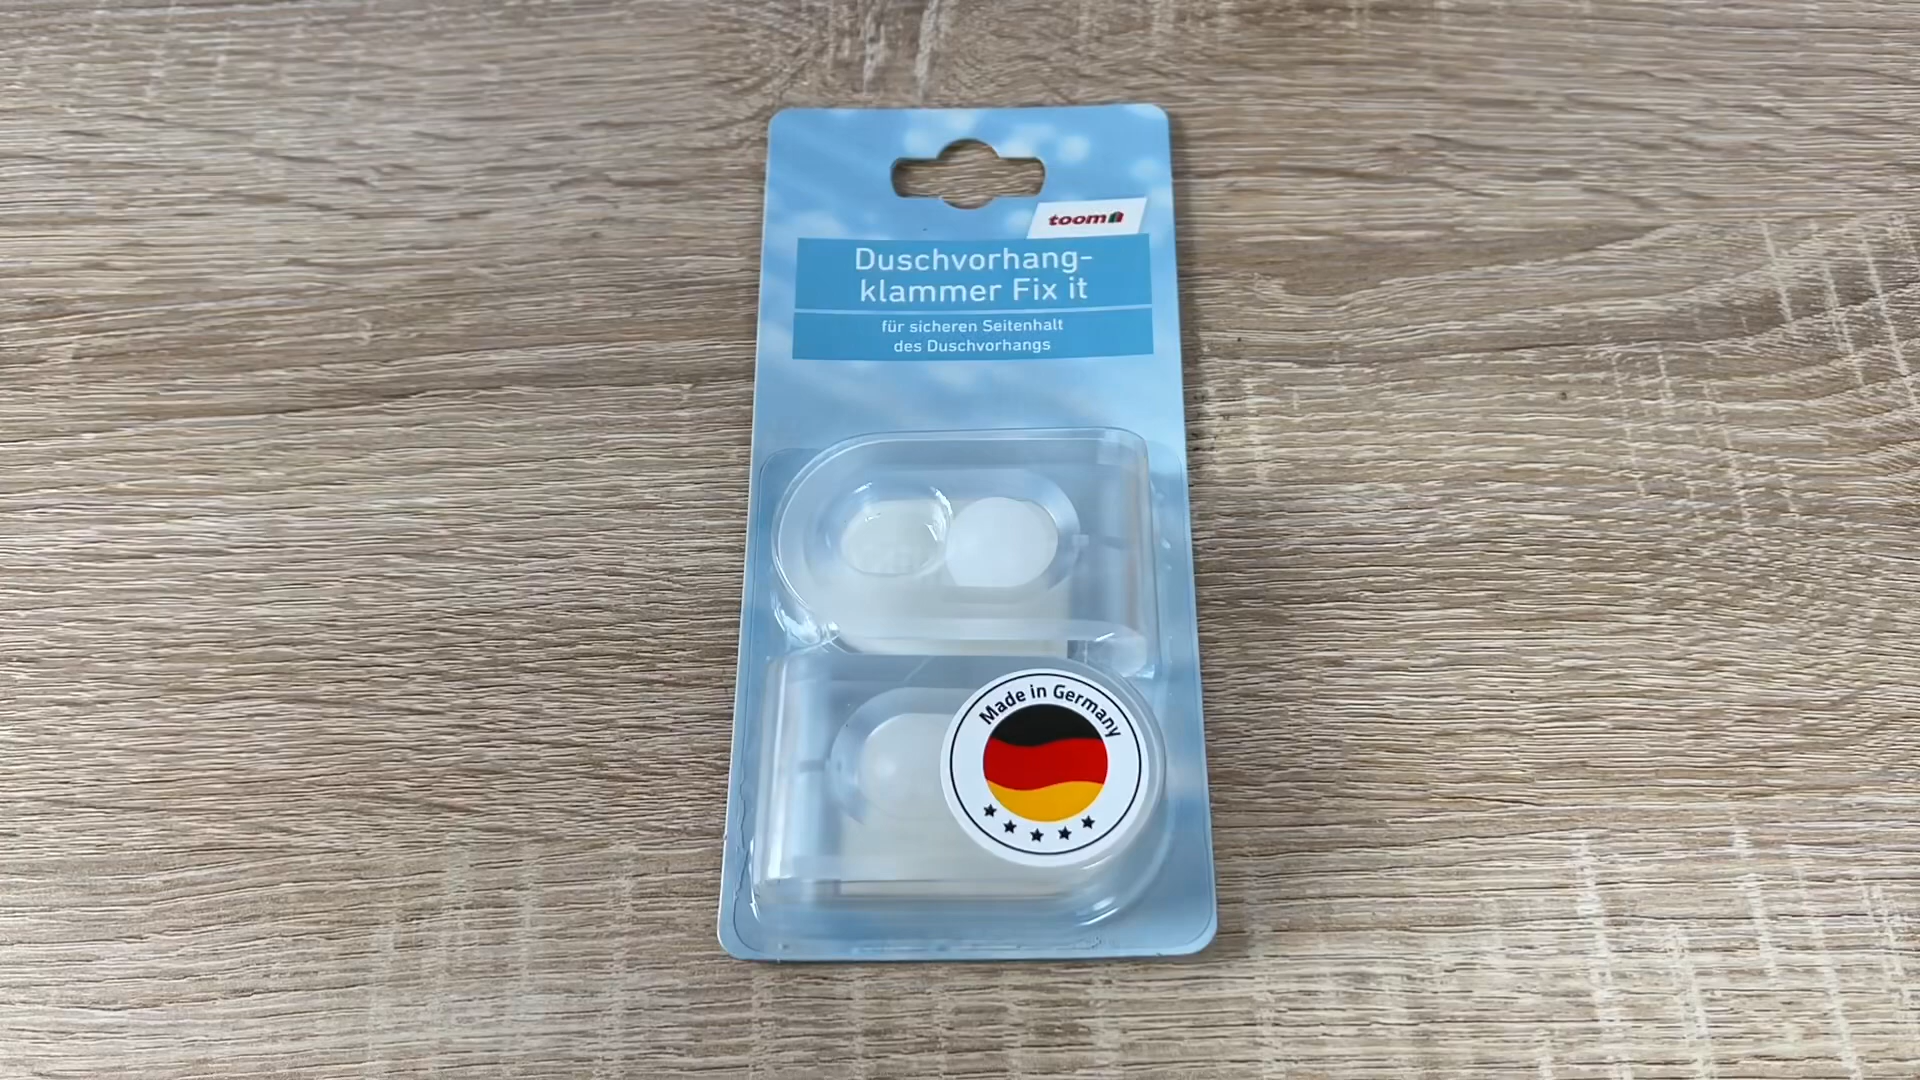 toom
Duschvorhang-
klammer Fix it
für sicheren Seitenhalt
des Duschvorhangs
Made in Germany